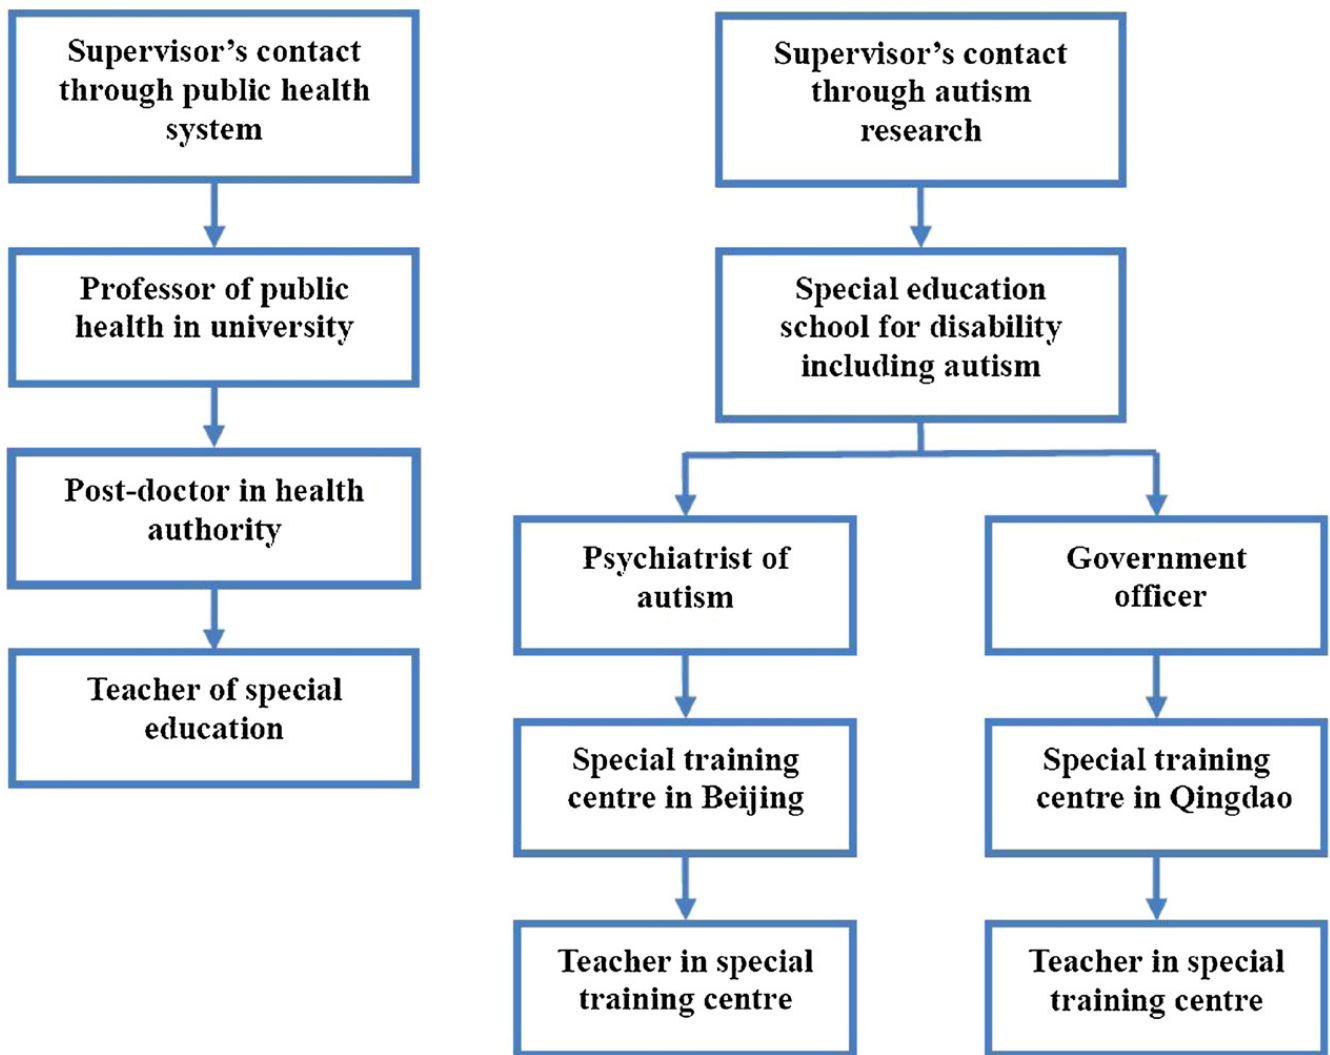 Supervisor's contact
through public health
system
Professor of public
health in university
Post-doctor in health
authority
Teacher of special
education
Supervisor's contact
through autism
research
Special education
school for disability
including autism
Psychiatrist of
autism
Special training
centre in Beijing
Teacher in special
training centre
Government
officer
Special training
centre in Qingdao
Teacher in special
training centre